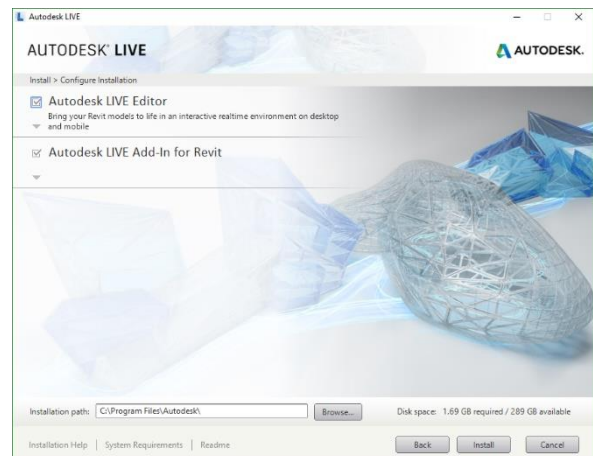 Autodesk LIVE
AUTODESK® LIVE
AUTODESK.
Install > Configure Installation
Autodesk LIVE Editor
Bring your Revit models to life in an interactive realtime environment on desktop
and mobile
Autodesk LIVE Add-In for Revit
Installation path: C:\Program Files\Autodesk\ Browse... Disk space: 1.69 GB required / 289 GB available
Installation Help | System Requirements | Readme Back Install Cancel